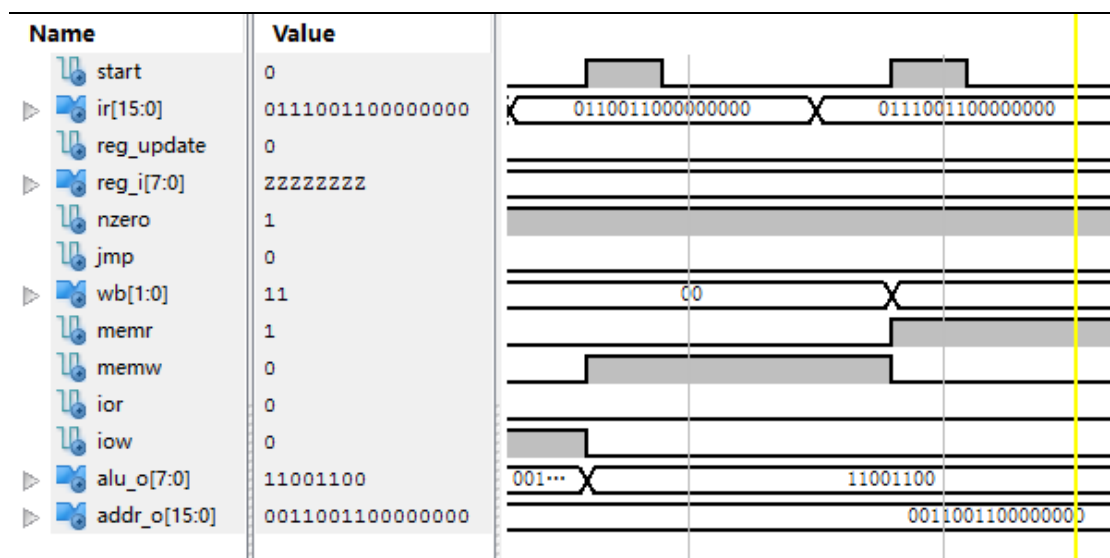 Name Value
start 0
ir[15:0] 0111001100000000 0110011000000000 0111001100000000
reg_update 0
reg_i[7:0] ZZZZZZZZ
nzero 1
jmp 0
wb[1:0] 11 00
memr 1
memw 0
ior 0
iow 0
alu_o[7:0] 11001100 001··· 11001100
addr_o[15:0] 0011001100000000 0011001100000000